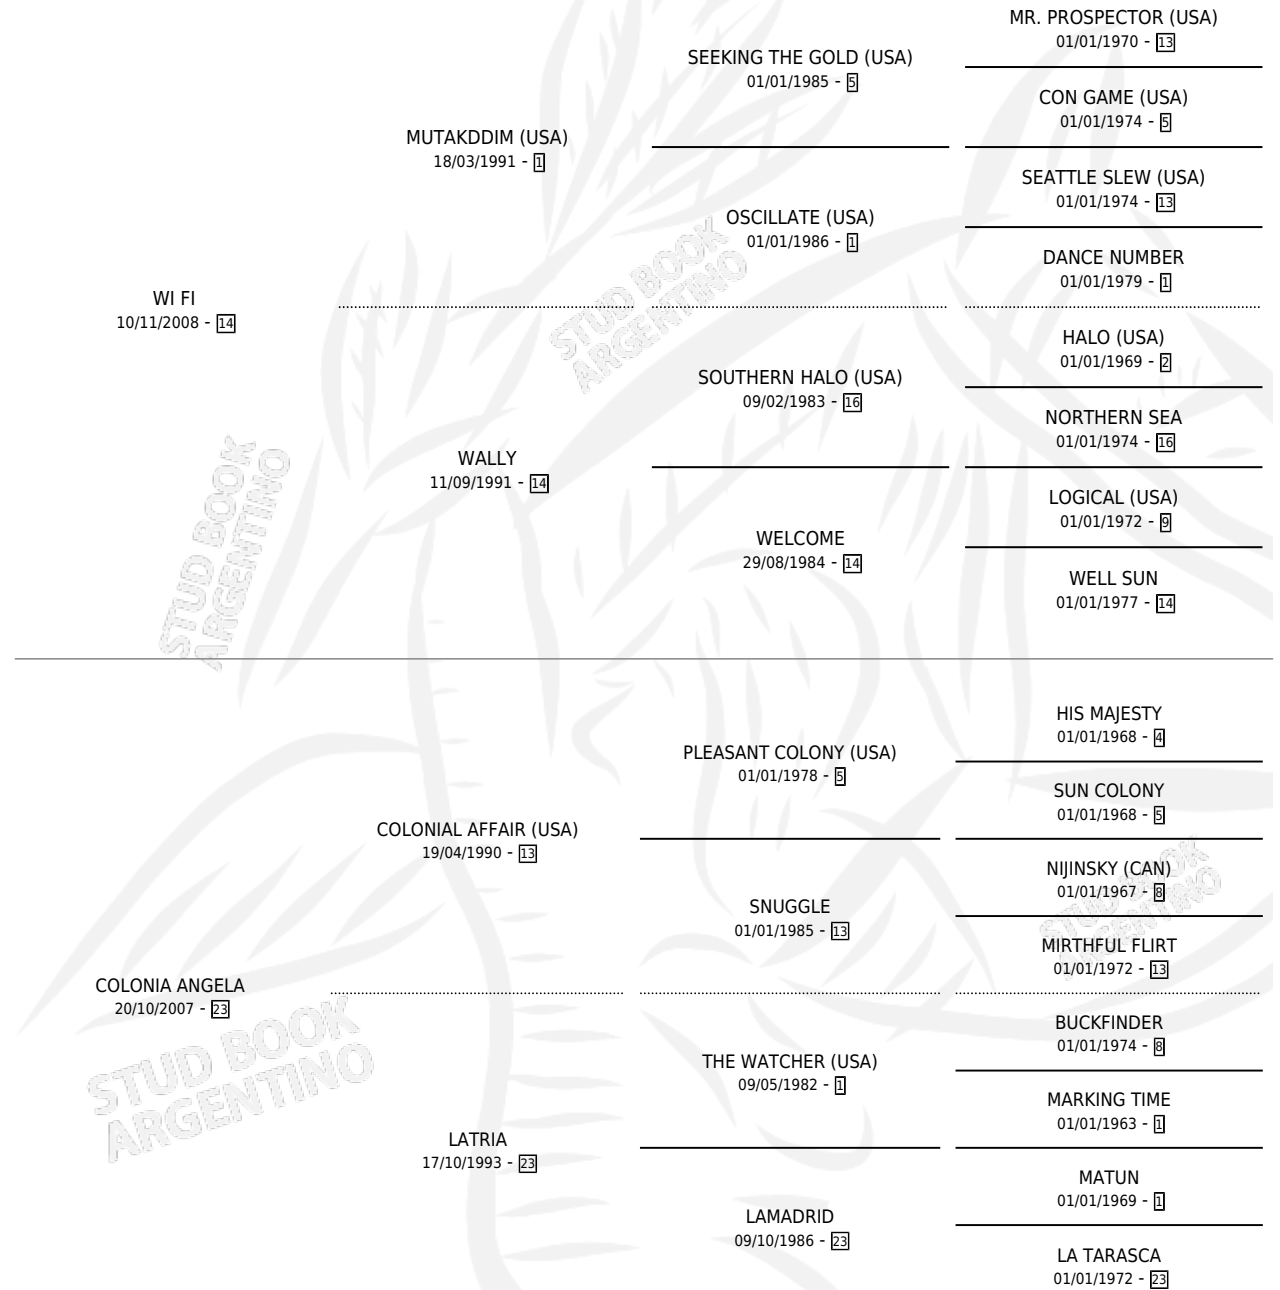 MR. PROSPECTOR (USA)
01/01/1970 - 13
SEEKING THE GOLD (USA)
01/01/1985 - 5
CON GAME (USA)
01/01/1974 - 5
MUTAKDDIM (USA)
18/03/1991 - 1
SEATTLE SLEW (USA)
01/01/1974 - 13
OSCILLATE (USA)
01/01/1986 - 1
DANCE NUMBER
01/01/1979 - 1
WI FI
10/11/2008 - 14
HALO (USA)
01/01/1969 - 2
SOUTHERN HALO (USA)
09/02/1983 - 16
NORTHERN SEA
01/01/1974 - 16
WALLY
11/09/1991 - 14
LOGICAL (USA)
01/01/1972 - 9
WELCOME
29/08/1984 - 14
WELL SUN
01/01/1977 - 14
STUD BOOK
ARGENTINO
STUD BOOK
ARGENTINO
HIS MAJESTY
01/01/1968 - 4
PLEASANT COLONY (USA)
01/01/1978 - 5
SUN COLONY
01/01/1968 - 5
COLONIAL AFFAIR (USA)
19/04/1990 - 13
NIJINSKY (CAN)
01/01/1967 - 8
SNUGGLE
01/01/1985 - 13
MIRTHFUL FLIRT
01/01/1972 - 13
COLONIA ANGELA
20/10/2007 - 23
BUCKFINDER
01/01/1974 - 8
THE WATCHER (USA)
09/05/1982 - 1
MARKING TIME
01/01/1963 - 1
LATRIA
17/10/1993 - 23
MATUN
01/01/1969 - 1
LAMADRID
09/10/1986 - 23
LA TARASCA
01/01/1972 - 23
STUD BOOK
ARGENTINO
STUD BOOK
ARGENTINO